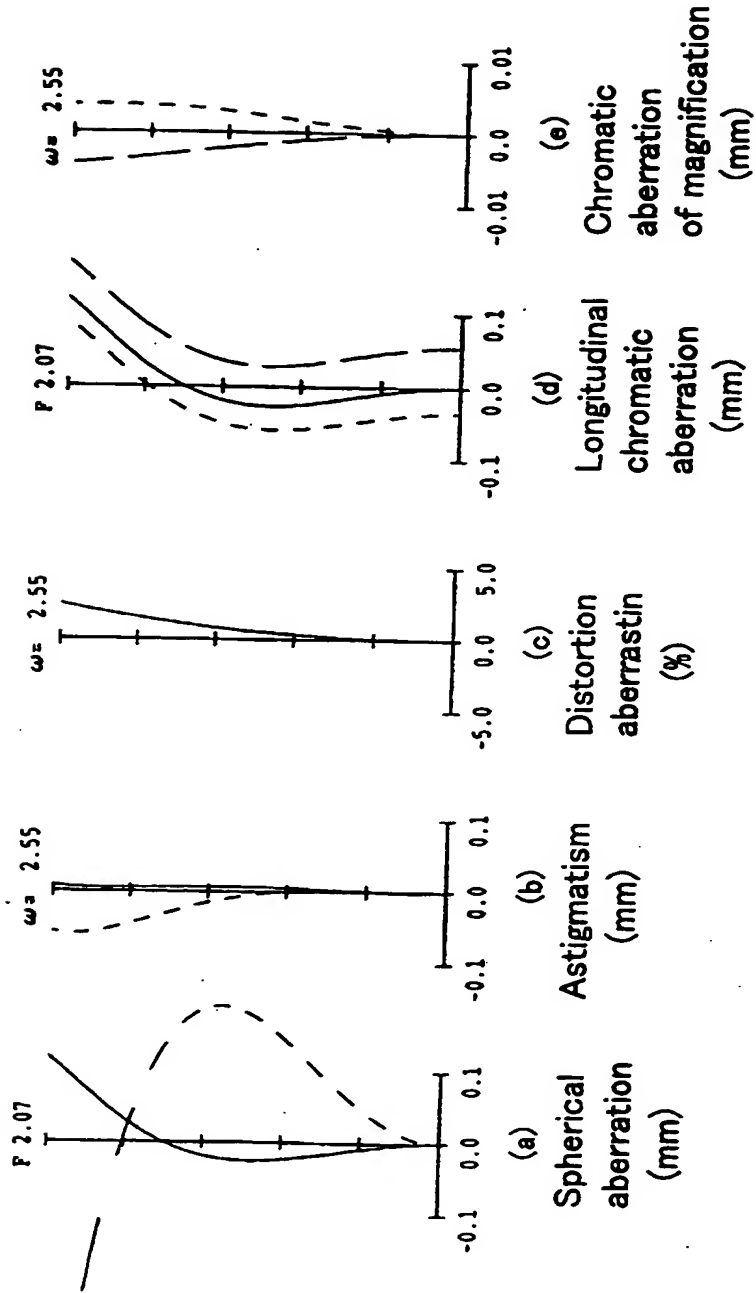 F 2.07
-0.1 0.0 0.1
(a)
Spherical
aberration
(mm)
ω= 2.55
-0.1 0.0 0.1
(b)
Astigmatism
(mm)
ω= 2.55
-5.0 0.0 5.0
(c)
Distortion
aberrastin
(%)
F 2.07
-0.1 0.0 0.1
(d)
Longitudinal
chromatic
aberration
(mm)
ω= 2.55
-0.01 0.0 0.01
(e)
Chromatic
aberration
of magnification
(mm)